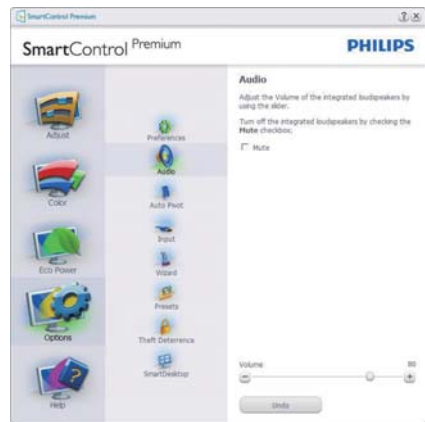 SmartControl Premium
SmartControl Premium
PHILIPS
Adjust
Color
Eco Power
Options
Help
Preferences
Audio
Auto Pivot
Input
Wizard
Presets
Theft Deterrence
SmartDesktop
Audio
Adjust the Volume of the integrated loudspeakers by
using the slider.
Turn off the integrated loudspeakers by checking the
Mute checkbox.
Mute
Volume 80
Undo